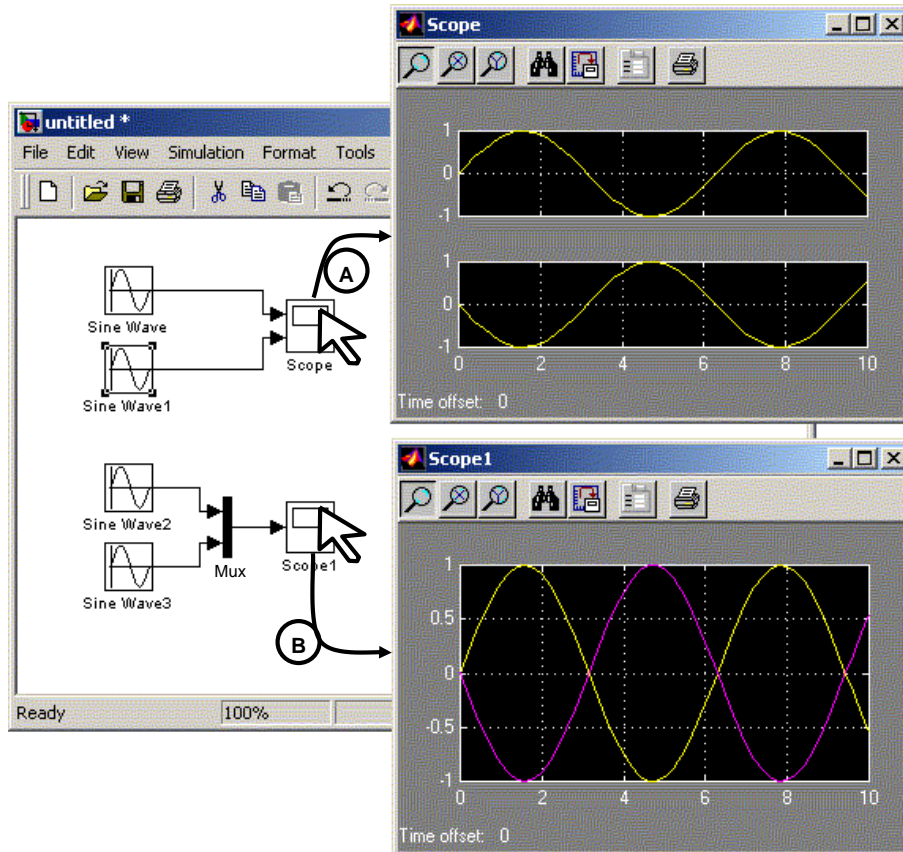 Scope
1
0
-1
1
0
-1
0 2 4 6 8 10
Time offset: 0
untitled *
File Edit View Simulation Format Tools
A
Sine Wave
Scope
Sine Wave1
Sine Wave2
Mux
Scope1
Sine Wave3
B
Ready 100%
Scope1
1
0.5
0
-0.5
-1
0 2 4 6 8 10
Time offset: 0